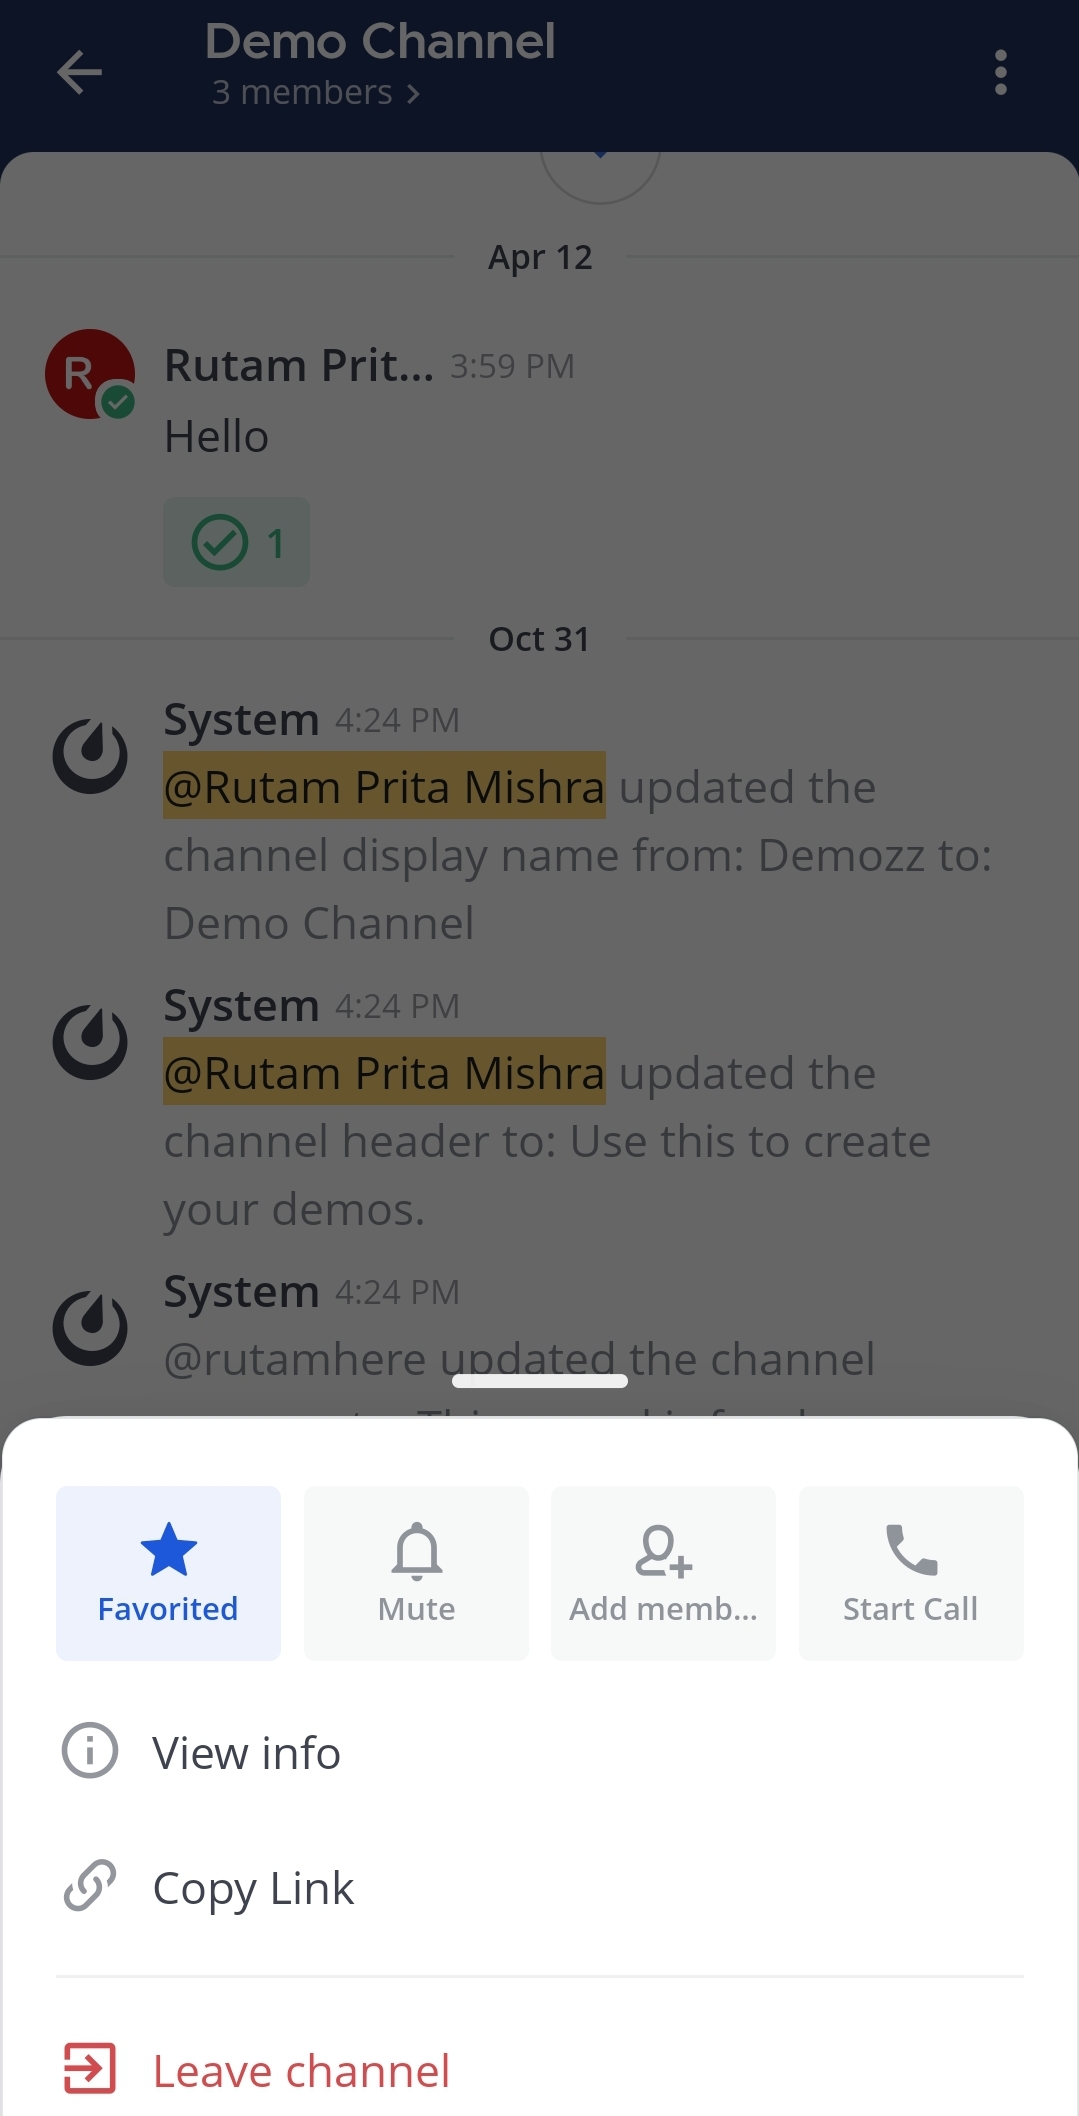 Demo Channel
3 members
Apr 12
R
Rutam Prit... 3:59 PM
Hello
1
Oct 31
System 4:24 PM
@Rutam Prita Mishra updated the
channel display name from: Demozz to:
Demo Channel
System 4:24 PM
@Rutam Prita Mishra updated the
channel header to: Use this to create
your demos.
System 4:24 PM
@rutamhere updated the channel
Favorited
Mute
Add memb...
Start Call
View info
Copy Link
Leave channel